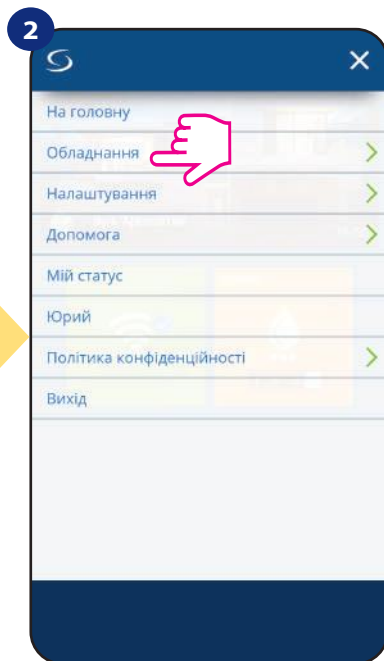 2
На головну
Обладнання
Налаштування
Допомога
Мій статус
Юрий
Політика конфіденційності
Вихід